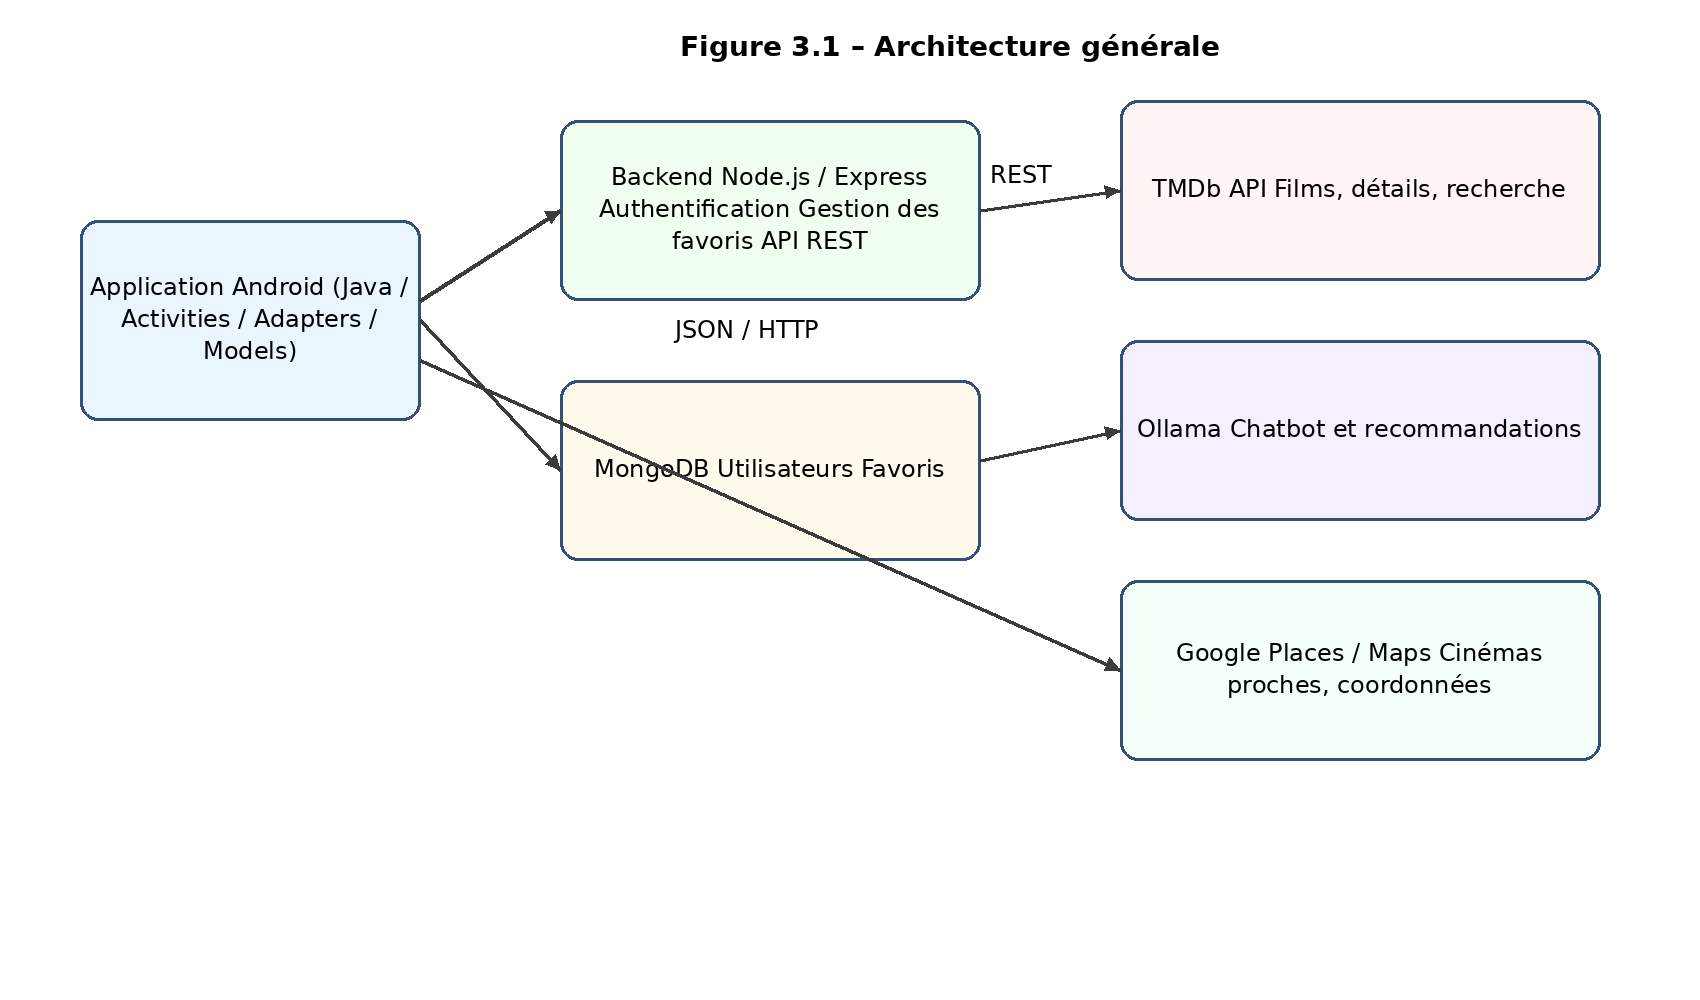 Figure 3.1 – Architecture générale
Application Android (Java /
Activities / Adapters /
Models)
Backend Node.js / Express
Authentification Gestion des
favoris API REST
REST
TMDb API Films, détails, recherche
JSON / HTTP
MongoDB Utilisateurs Favoris
Ollama Chatbot et recommandations
Google Places / Maps Cinémas
proches, coordonnées